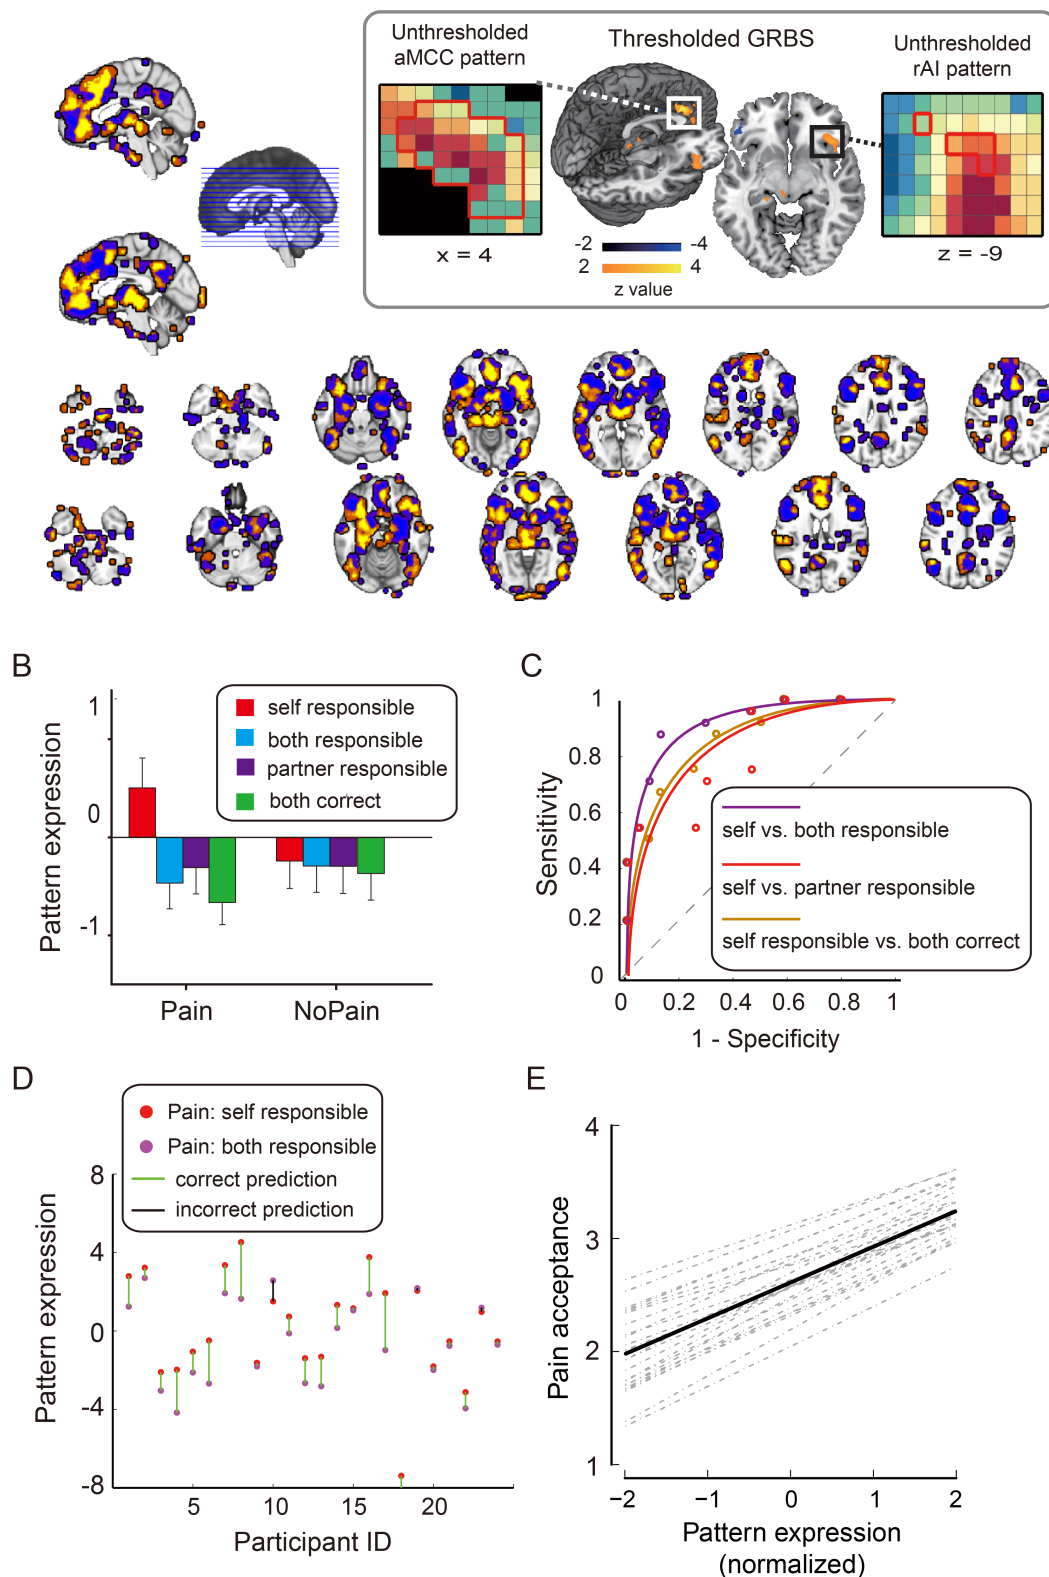 Unthresholded
aMCC pattern
Thresholded GRBS
Unthresholded
rAI pattern
x = 4
-2 -4
2 4
z value
z = -9
B
1
0
-1
Pattern expression
self responsible
both responsible
partner responsible
both correct
Pain
NoPain
C
1
0.8
0.6
0.4
0.2
0
Sensitivity
self vs. both responsible
self vs. partner responsible
self responsible vs. both correct
0 0.2 0.4 0.6 0.8 1
1 - Specificity
D
Pain: self responsible
Pain: both responsible
correct prediction
incorrect prediction
8
4
0
-4
-8
Pattern expression
5 10 15 20
Participant ID
E
4
3
2
1
Pain acceptance
−2 −1 0 1 2
Pattern expression
(normalized)